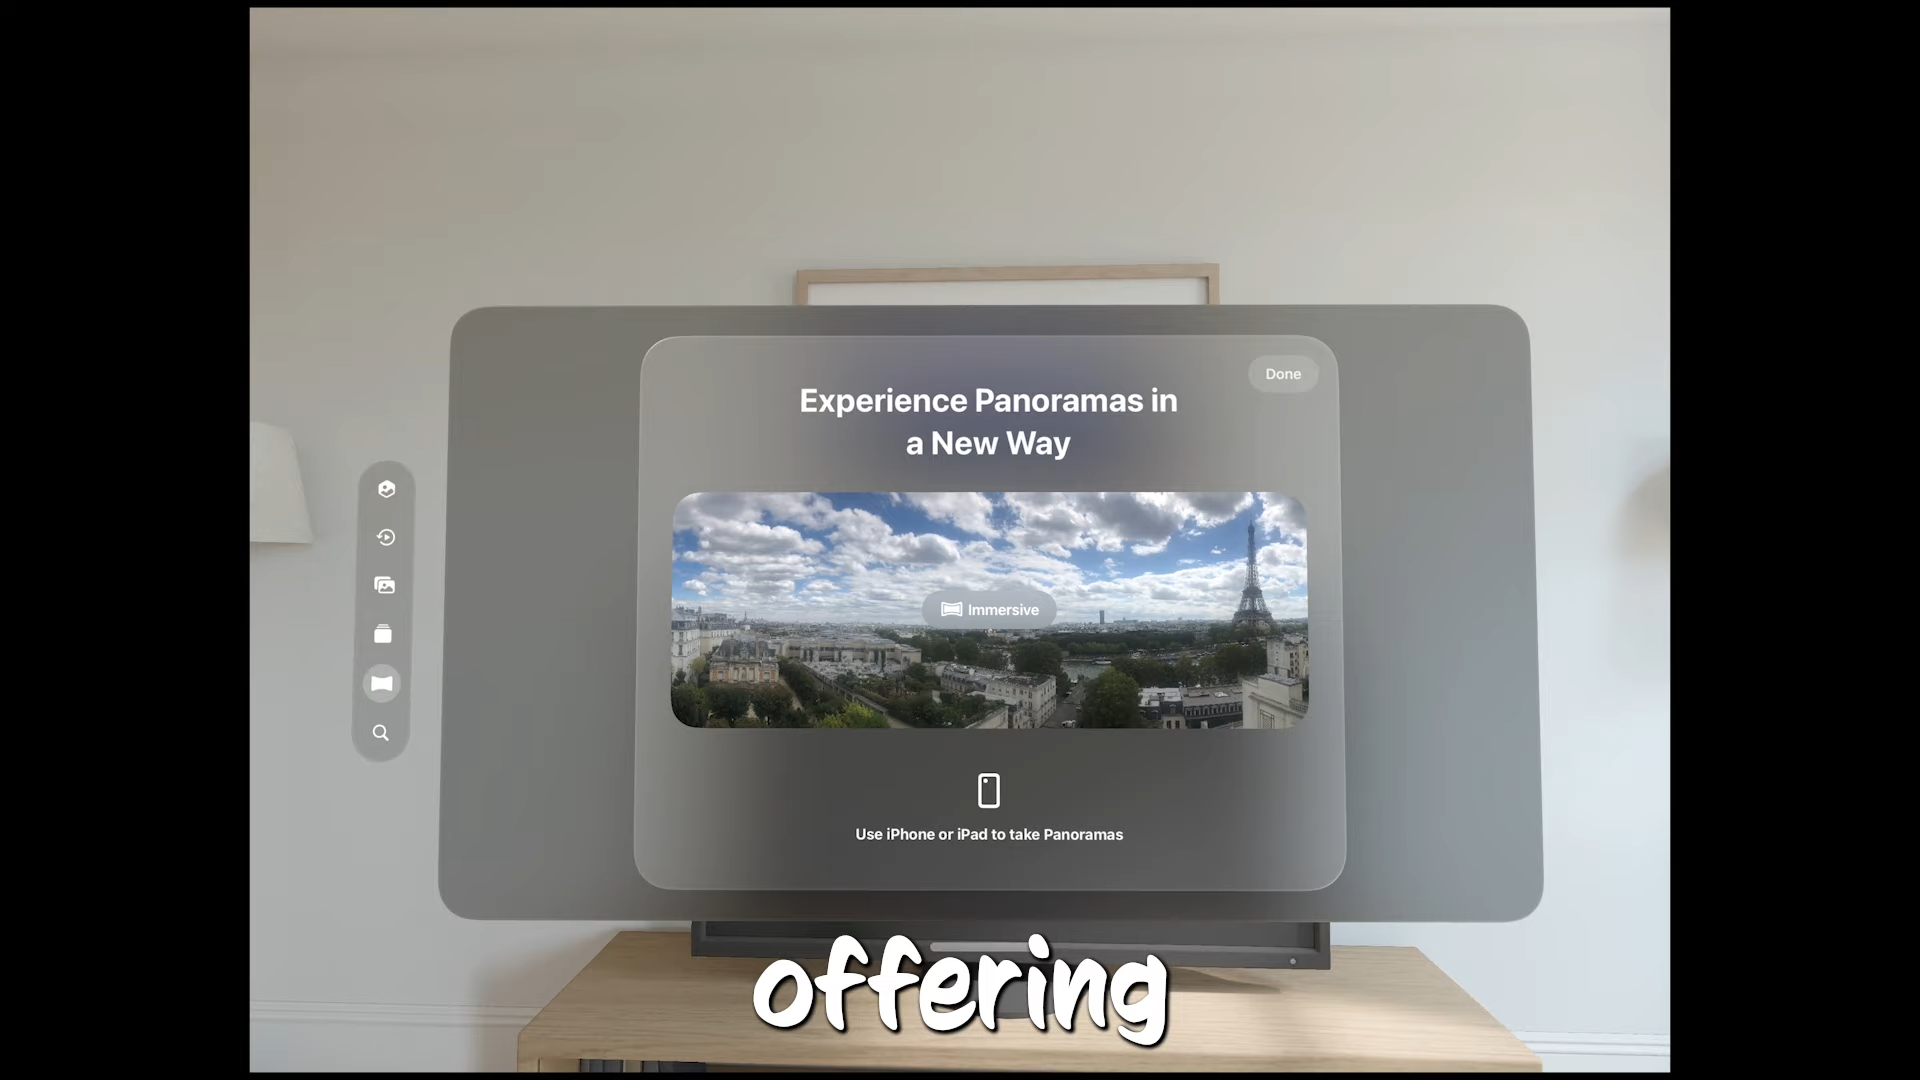 Done
Experience Panoramas in
a New Way
Immersive
Use iPhone or iPad to take Panoramas
offering